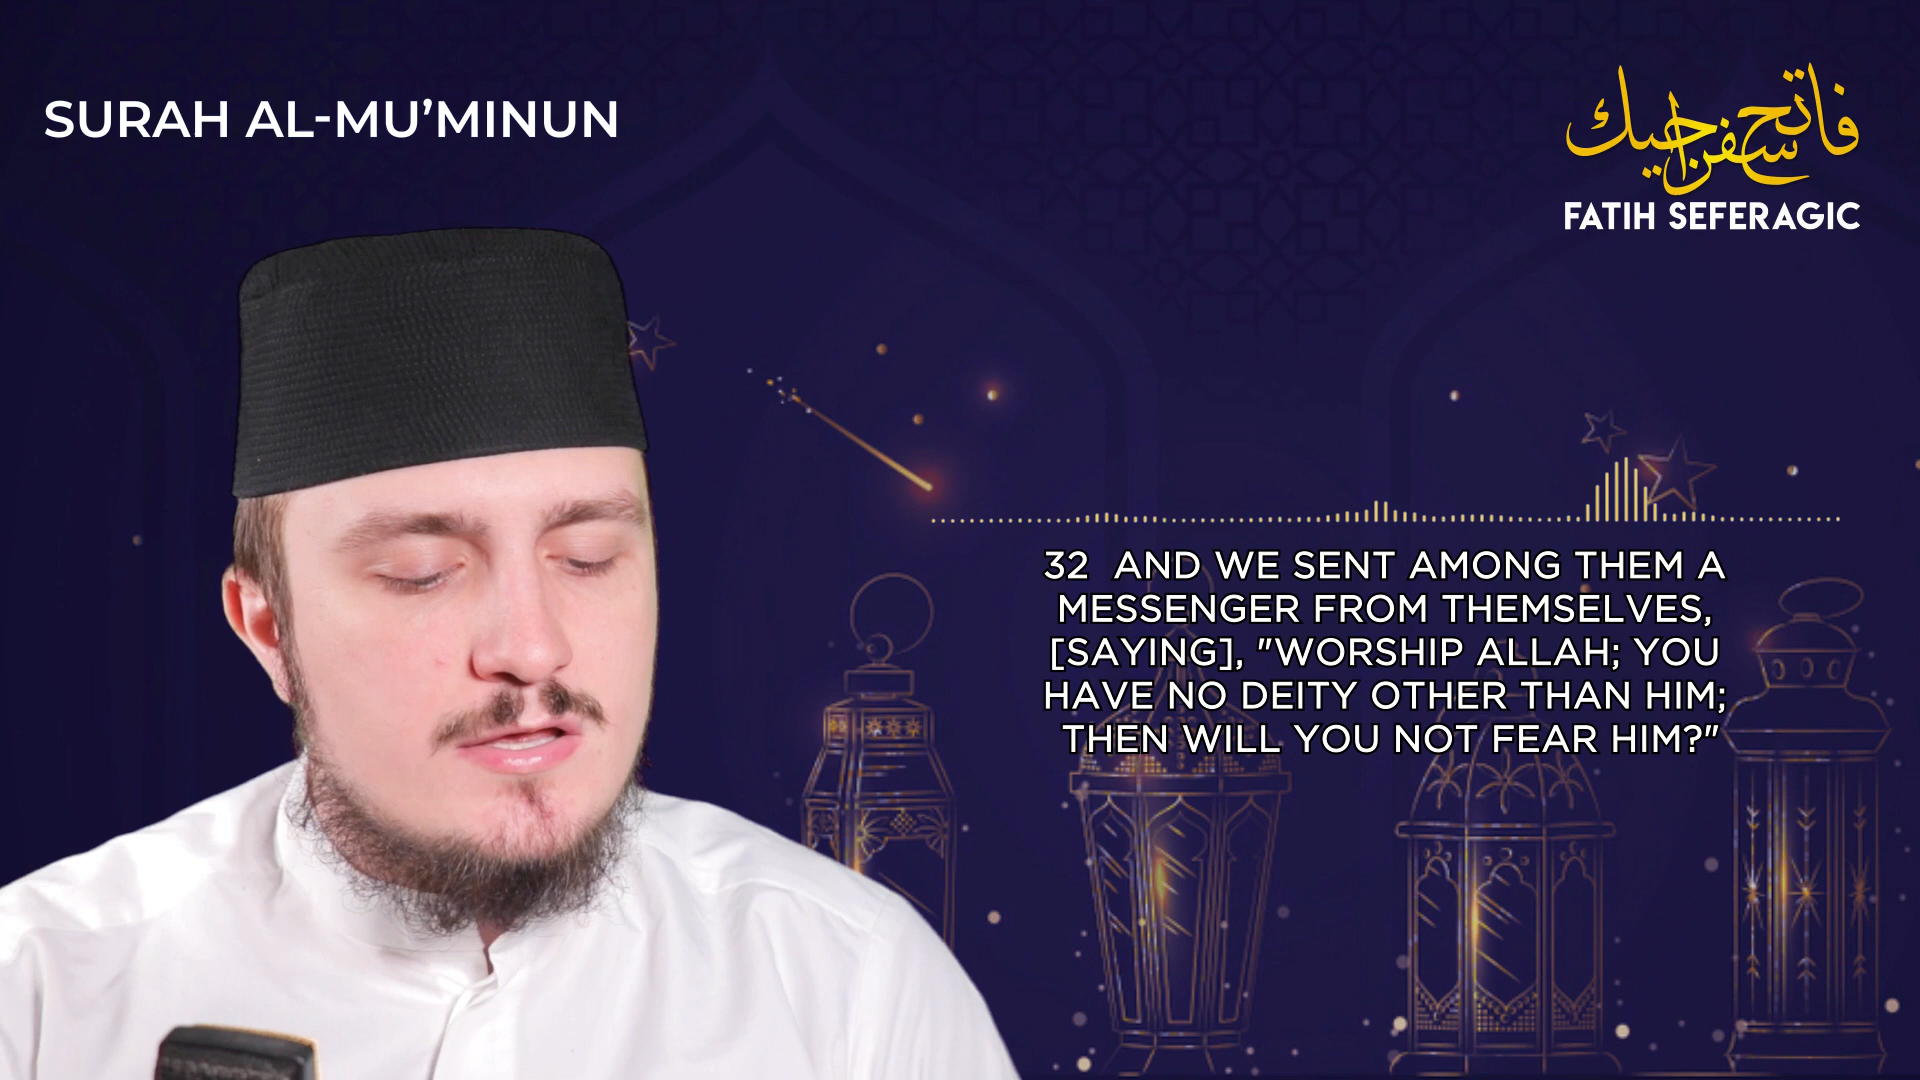 SURAH AL-MU’MINUN
فاتح سفراجيك
FATIH SEFERAGIC
32 AND WE SENT AMONG THEM A
MESSENGER FROM THEMSELVES,
[SAYING], "WORSHIP ALLAH; YOU
HAVE NO DEITY OTHER THAN HIM;
THEN WILL YOU NOT FEAR HIM?"